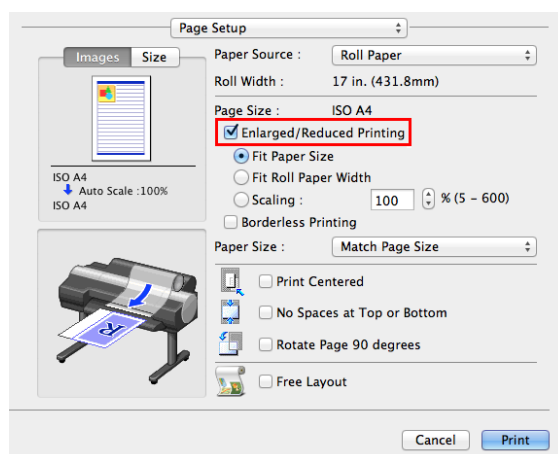 Page Setup
Images Size
ISO A4
Auto Scale :100%
ISO A4
Paper Source : Roll Paper
Roll Width : 17 in. (431.8mm)
Page Size : ISO A4
Enlarged/Reduced Printing
Fit Paper Size
Fit Roll Paper Width
Scaling : 100 % (5 - 600)
Borderless Printing
Paper Size : Match Page Size
R
Print Centered
No Spaces at Top or Bottom
Rotate Page 90 degrees
Free Layout
Cancel Print